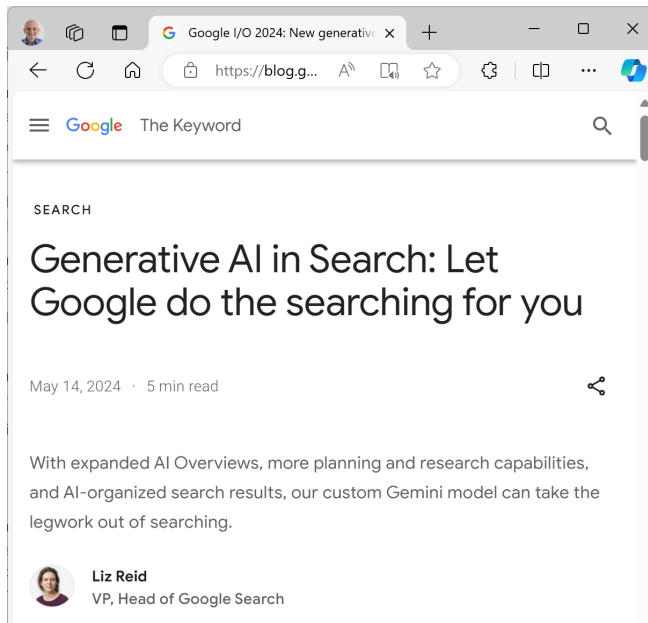 Google I/O 2024: New generative
https://blog.g...
Google The Keyword
SEARCH
Generative AI in Search: Let
Google do the searching for you
May 14, 2024 · 5 min read
With expanded AI Overviews, more planning and research capabilities,
and AI-organized search results, our custom Gemini model can take the
legwork out of searching.
Liz Reid
VP, Head of Google Search